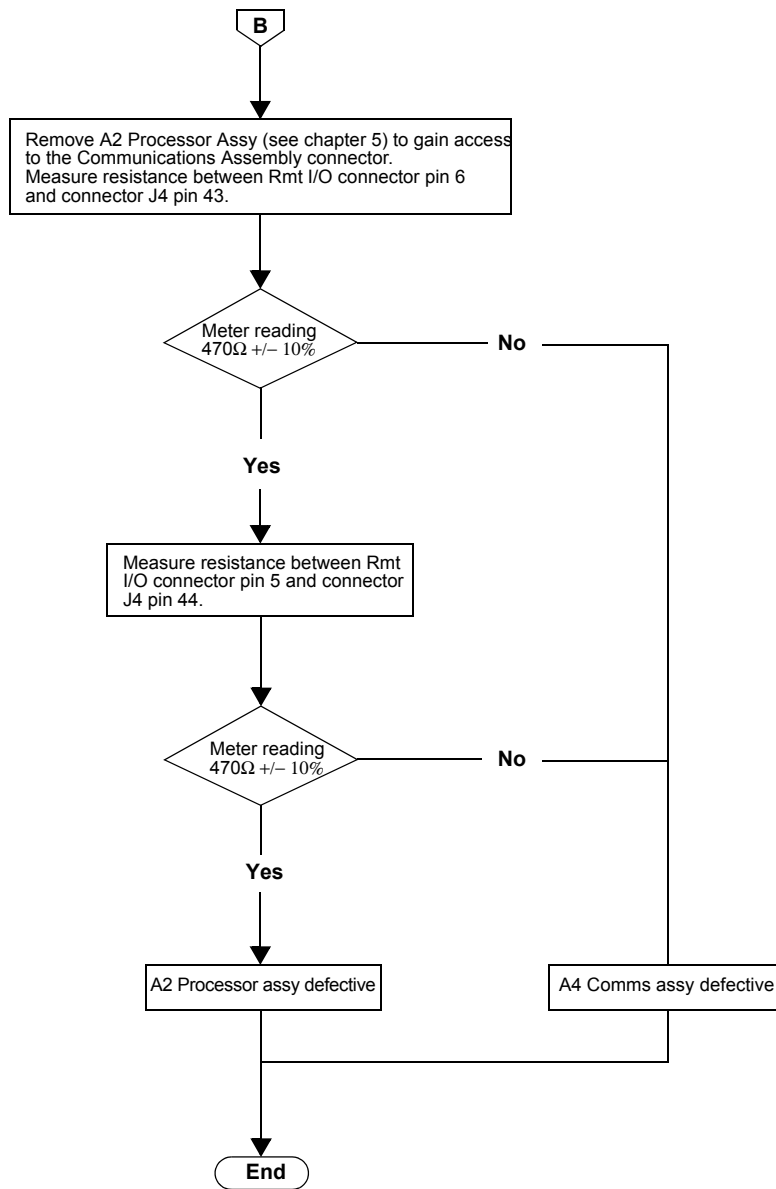 B
Remove A2 Processor Assy (see chapter 5) to gain access
to the Communications Assembly connector.
Measure resistance between Rmt I/O connector pin 6
and connector J4 pin 43.
Meter reading
470Ω +/− 10%
No
Yes
Measure resistance between Rmt
I/O connector pin 5 and connector
J4 pin 44.
Meter reading
470Ω +/− 10%
No
Yes
A2 Processor assy defective
A4 Comms assy defective
End